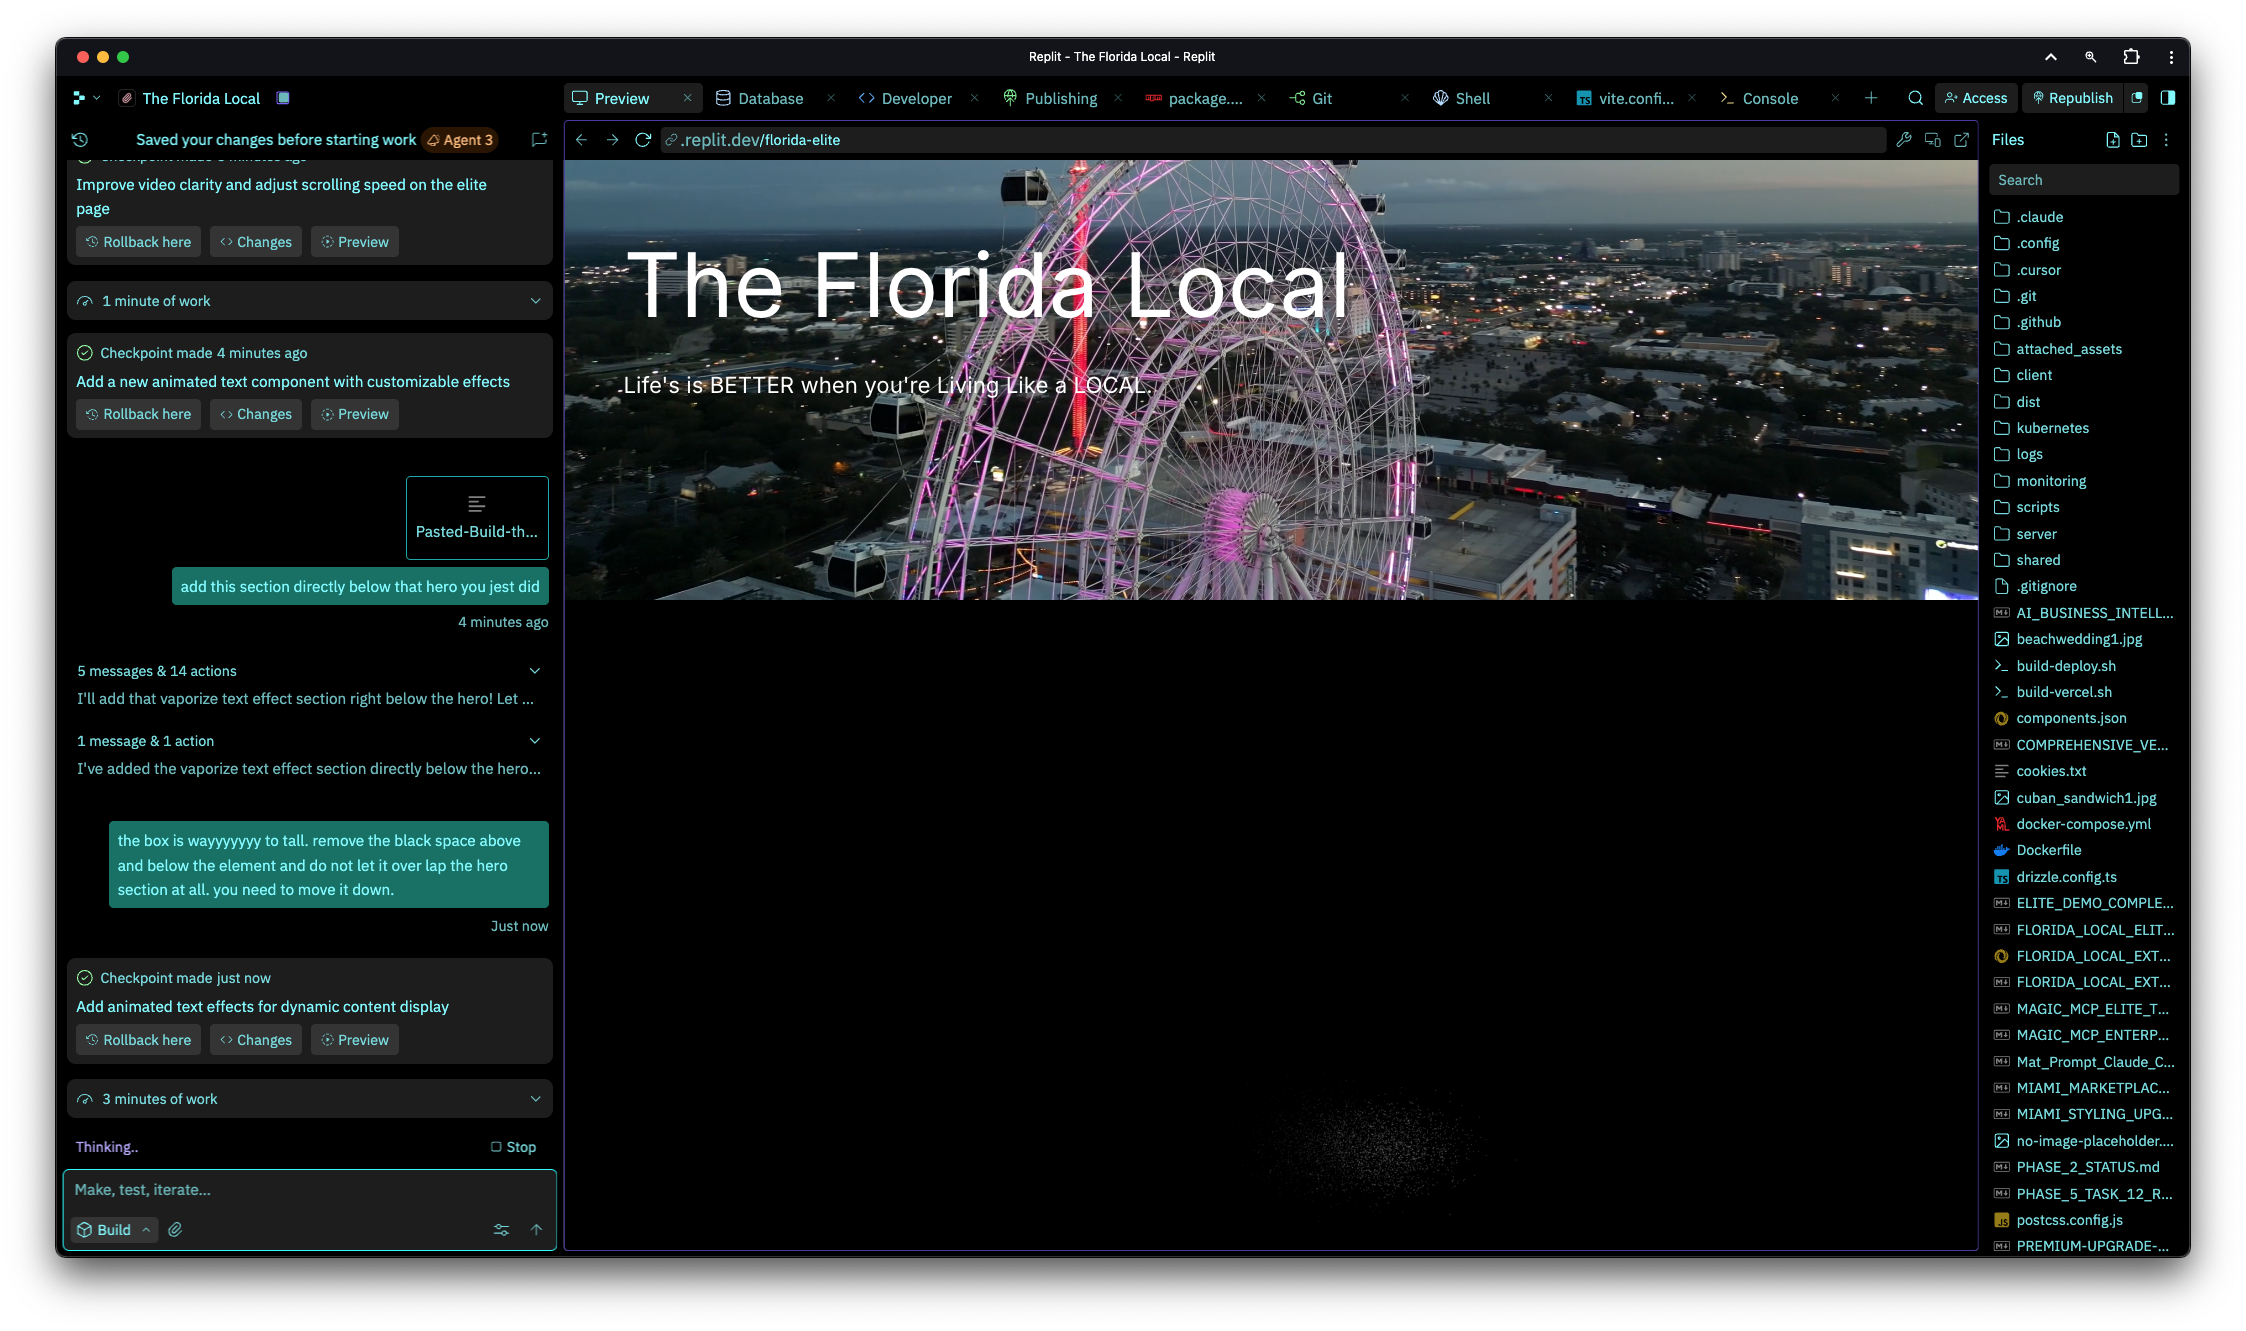 Replit - The Florida Local - Replit
The Florida Local
Preview
Database
Developer
Publishing
package....
Git
Shell
vite.confi...
Console
Access
Republish
Saved your changes before starting work
Agent 3
Improve video clarity and adjust scrolling speed on the elite
page
Rollback here
Changes
Preview
1 minute of work
Checkpoint made 4 minutes ago
Add a new animated text component with customizable effects
Rollback here
Changes
Preview
Pasted-Build-th...
add this section directly below that hero you jest did
4 minutes ago
5 messages & 14 actions
I'll add that vaporize text effect section right below the hero! Let ...
1 message & 1 action
I've added the vaporize text effect section directly below the hero...
the box is wayyyyyyy to tall. remove the black space above
and below the element and do not let it over lap the hero
section at all. you need to move it down.
Just now
Checkpoint made just now
Add animated text effects for dynamic content display
Rollback here
Changes
Preview
3 minutes of work
Thinking..
Stop
Make, test, iterate...
Build
.replit.dev/florida-elite
The Florida Local
Life's is BETTER when you're Living Like a LOCAL.
Files
Search
.claude
.config
.cursor
.git
.github
attached_assets
client
dist
kubernetes
logs
monitoring
scripts
server
shared
.gitignore
AI_BUSINESS_INTELL...
beachwedding1.jpg
build-deploy.sh
build-vercel.sh
components.json
COMPREHENSIVE_VE...
cookies.txt
cuban_sandwich1.jpg
docker-compose.yml
Dockerfile
drizzle.config.ts
ELITE_DEMO_COMPLE...
FLORIDA_LOCAL_ELIT...
FLORIDA_LOCAL_EXT...
FLORIDA_LOCAL_EXT...
MAGIC_MCP_ELITE_T...
MAGIC_MCP_ENTERP...
Mat_Prompt_Claude_C...
MIAMI_MARKETPLAC...
MIAMI_STYLING_UPG...
no-image-placeholder....
PHASE_2_STATUS.md
PHASE_5_TASK_12_R...
postcss.config.js
PREMIUM-UPGRADE-...